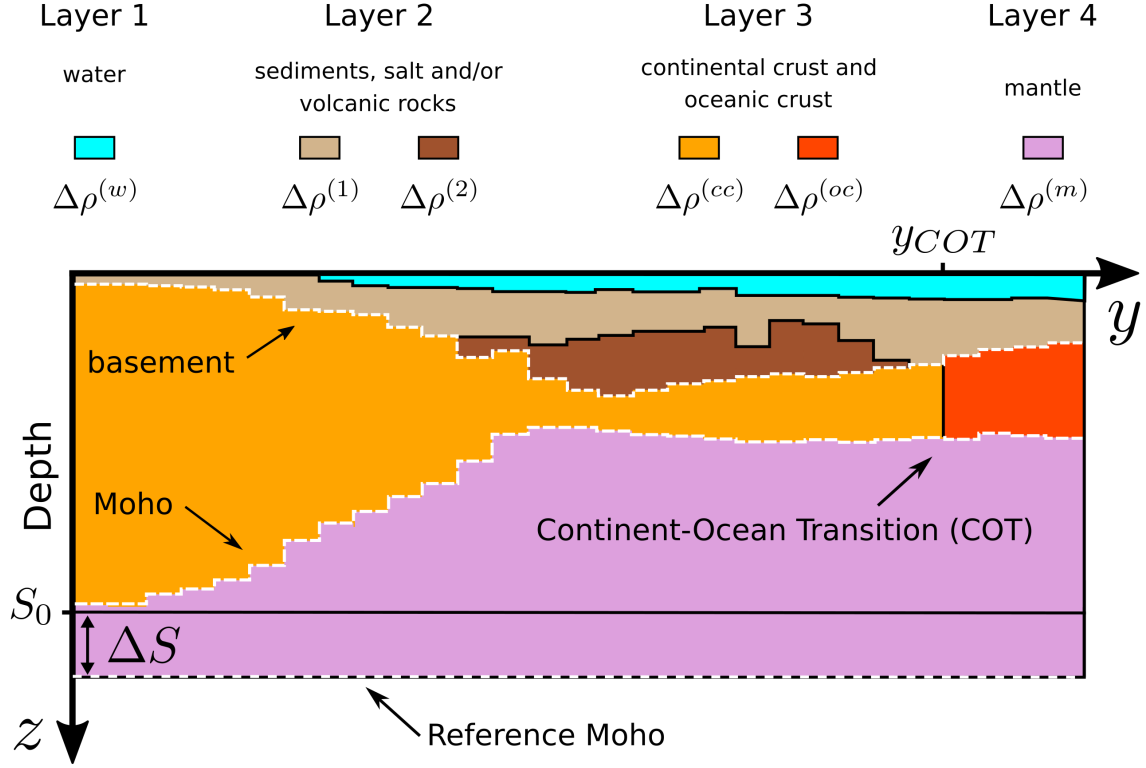 Layer 1 Layer 2 Layer 3 Layer 4
water
sediments, salt and/or
volcanic rocks
continental crust and
oceanic crust
mantle
Δρ^(w) Δρ^(1) Δρ^(2) Δρ^(cc) Δρ^(oc) Δρ^(m)
y_COT
y
basement
Depth
Moho
Continent-Ocean Transition (COT)
S_0
ΔS
z
Reference Moho